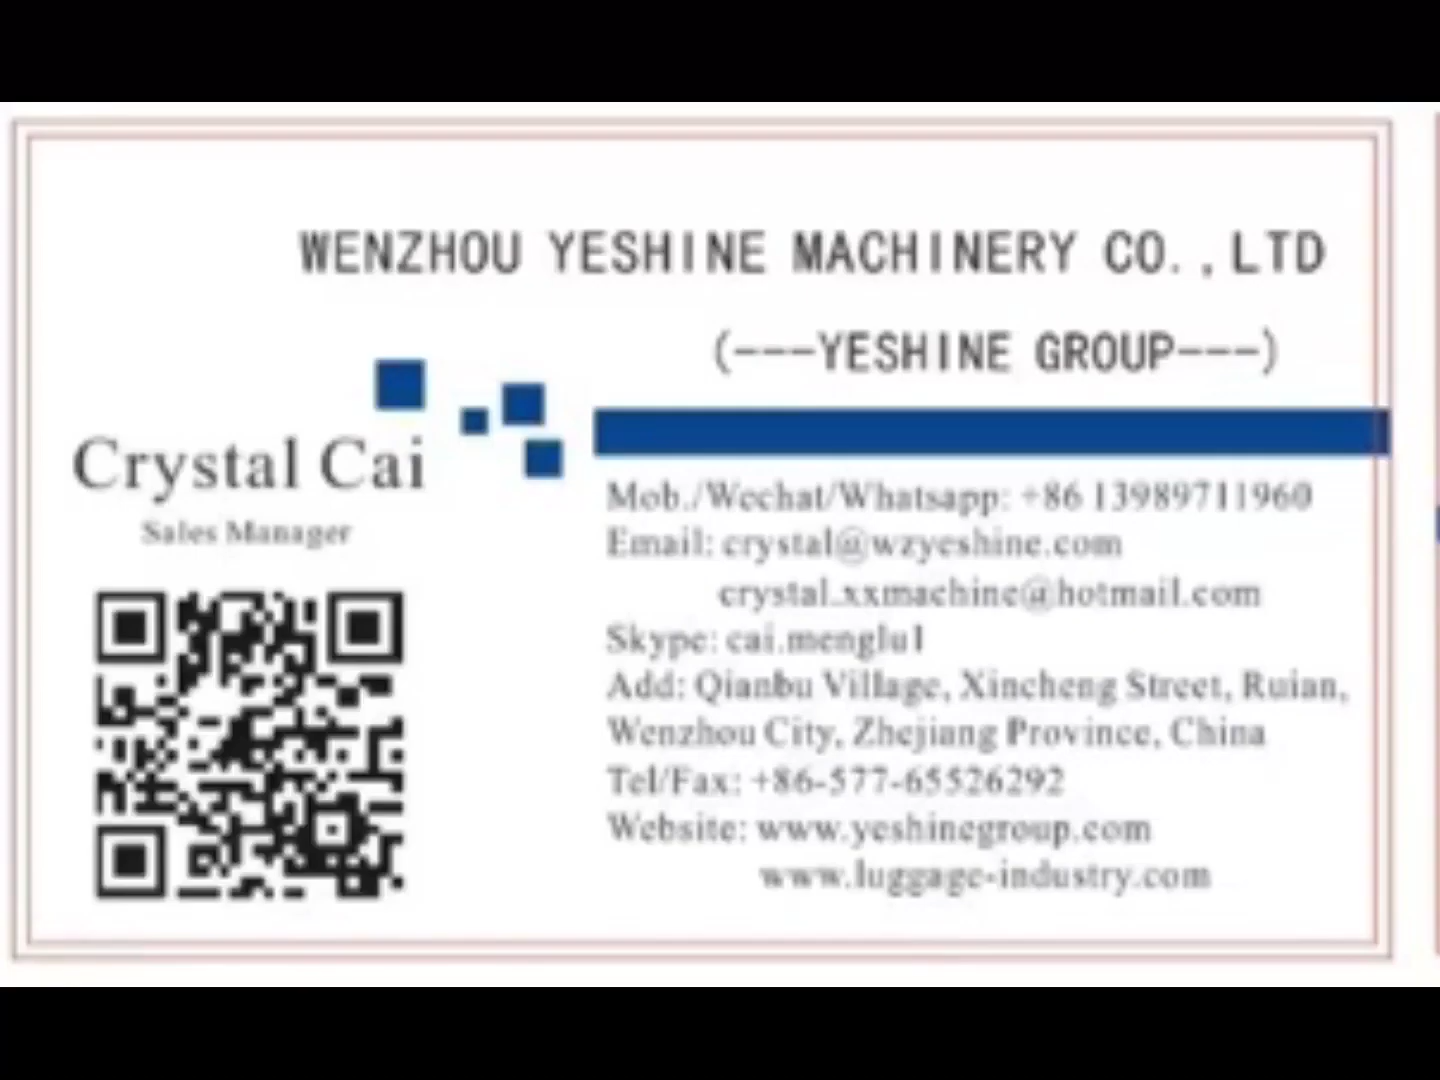 WENZHOU YESHINE MACHINERY CO.,LTD
(---YESHINE GROUP---)
Crystal Cai
Sales Manager
Mob./Wechat/Whatsapp: +86 13989711960
Email: crystal@wzyeshine.com
crystal.xxmachine@hotmail.com
Skype: cai.menglu1
Add: Qianbu Village, Xincheng Street, Ruian,
Wenzhou City, Zhejiang Province, China
Tel/Fax: +86-577-65526292
Website: www.yeshinegroup.com
www.luggage-industry.com